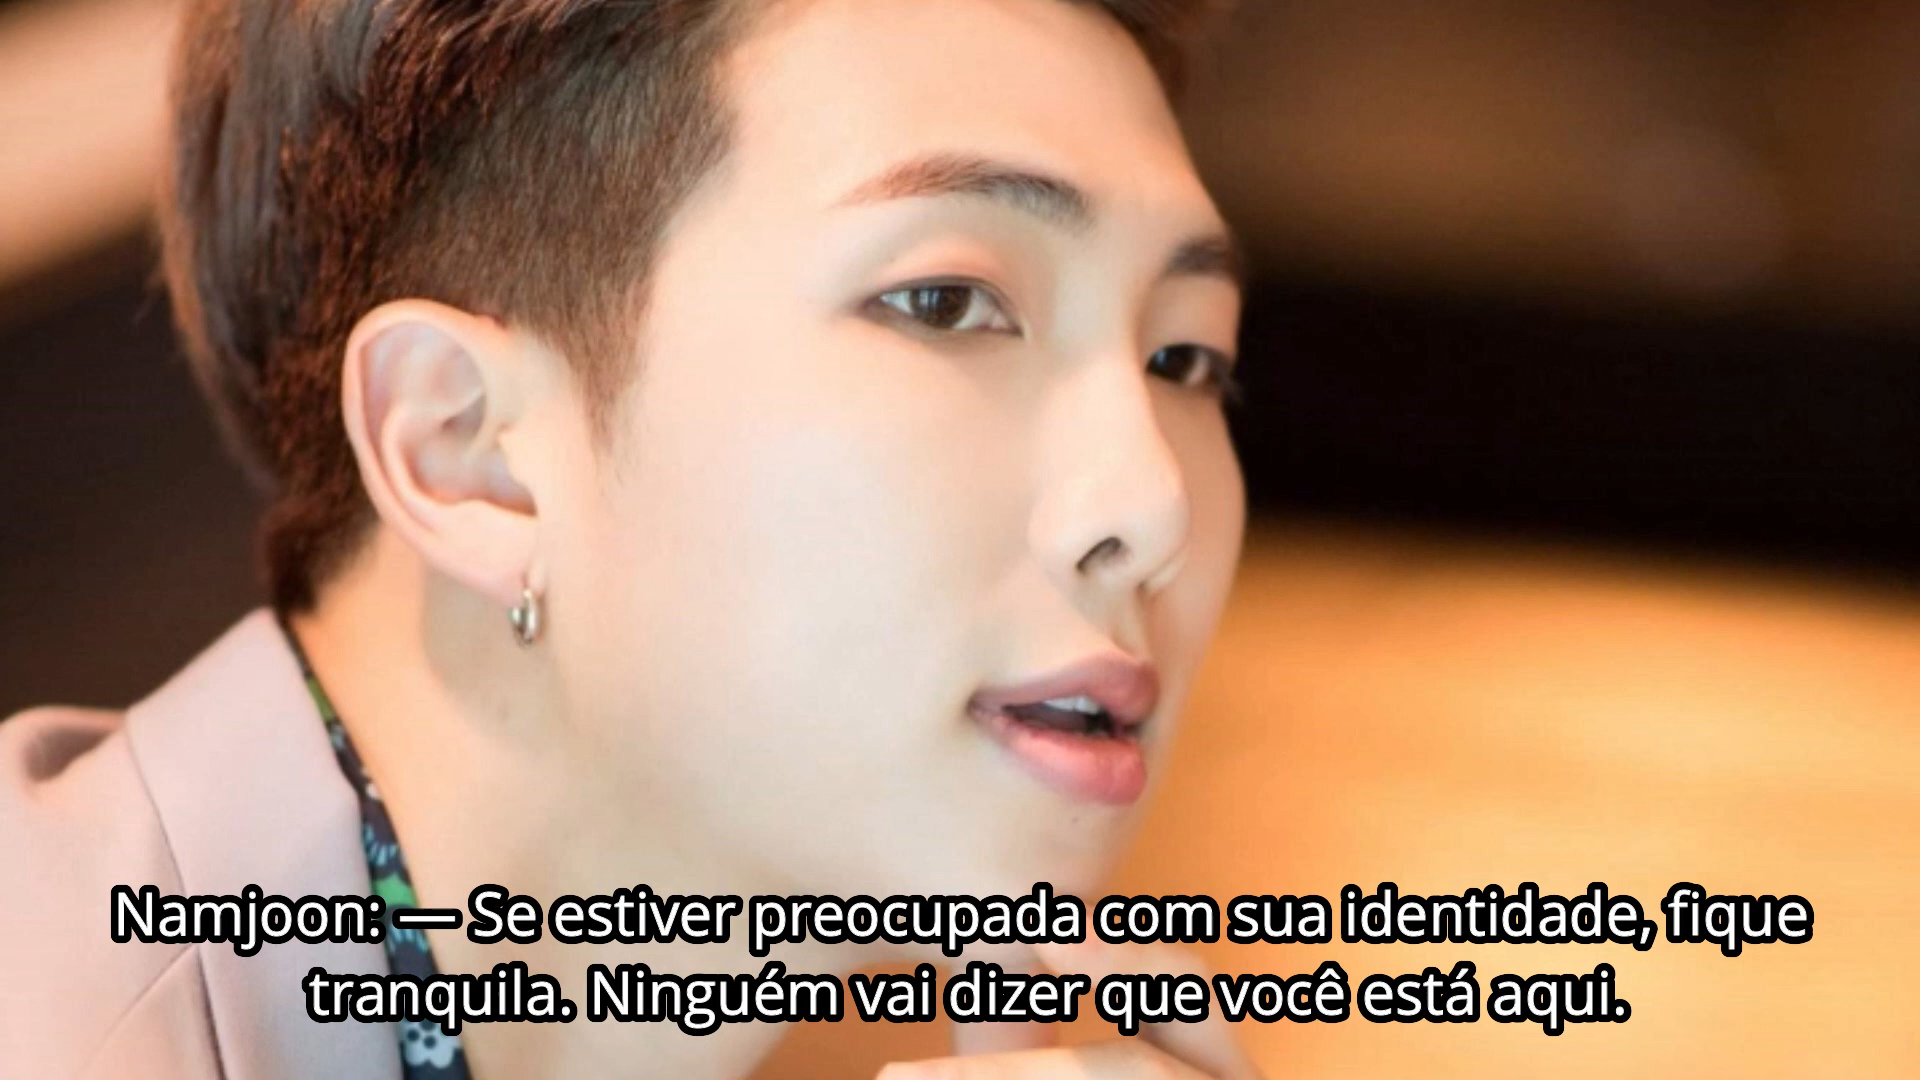 Namjoon: — Se estiver preocupada com sua identidade, fique
tranquila. Ninguém vai dizer que você está aqui.